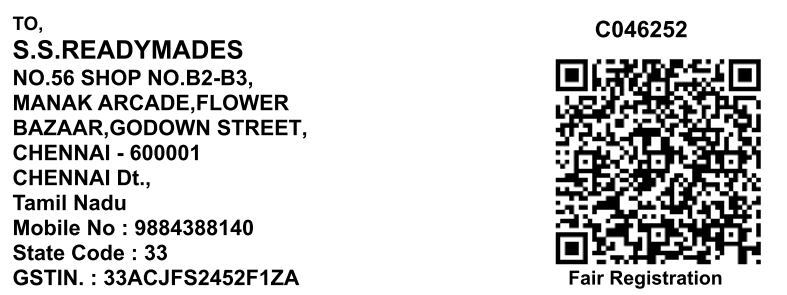 TO,
S.S.READYMADES
NO.56 SHOP NO.B2-B3,
MANAK ARCADE,FLOWER
BAZAAR,GODOWN STREET,
CHENNAI - 600001
CHENNAI Dt.,
Tamil Nadu
Mobile No : 9884388140
State Code : 33
GSTIN. : 33ACJFS2452F1ZA
C046252
Fair Registration